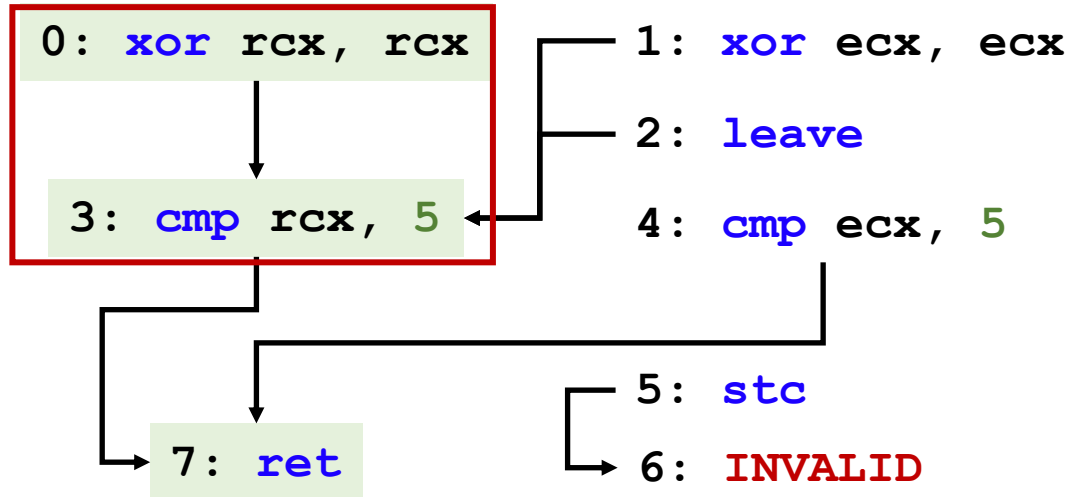 0: xor rcx, rcx
1: xor ecx, ecx
2: leave
3: cmp rcx, 5
4: cmp ecx, 5
5: stc
6: INVALID
7: ret